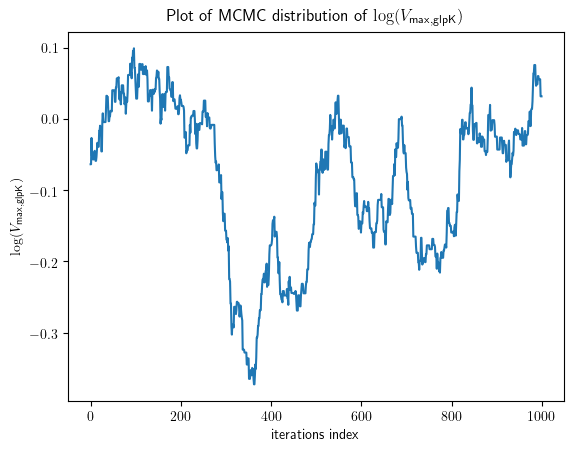 Plot of MCMC distribution of log(V_max,glpK)
log(V_max,glpK)
0.1
0.0
−0.1
−0.2
−0.3
0 200 400 600 800 1000
iterations index